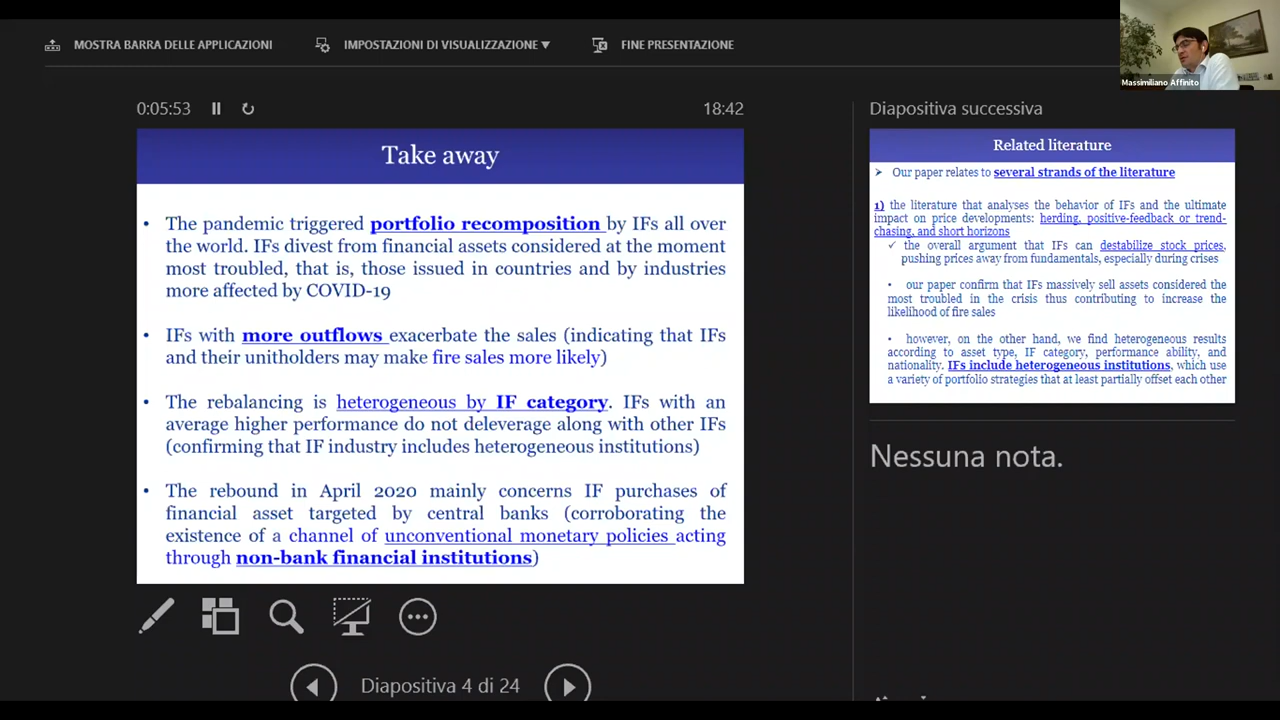 MOSTRA BARRA DELLE APPLICAZIONI
IMPOSTAZIONI DI VISUALIZZAZIONE ▼
FINE PRESENTAZIONE
Massimiliano Affinito
0:05:53
18:42
Take away
• The pandemic triggered portfolio recomposition by IFs all over
the world. IFs divest from financial assets considered at the moment
most troubled, that is, those issued in countries and by industries
more affected by COVID-19
• IFs with more outflows exacerbate the sales (indicating that IFs
and their unitholders may make fire sales more likely)
• The rebalancing is heterogeneous by IF category. IFs with an
average higher performance do not deleverage along with other IFs
(confirming that IF industry includes heterogeneous institutions)
• The rebound in April 2020 mainly concerns IF purchases of
financial asset targeted by central banks (corroborating the
existence of a channel of unconventional monetary policies acting
through non-bank financial institutions)
Diapositiva 4 di 24
Diapositiva successiva
Related literature
➤ Our paper relates to several strands of the literature
1) the literature that analyses the behavior of IFs and the ultimate
impact on price developments: herding, positive-feedback or trend-
chasing, and short horizons
✓ the overall argument that IFs can destabilize stock prices,
pushing prices away from fundamentals, especially during crises
• our paper confirm that IFs massively sell assets considered the
most troubled in the crisis thus contributing to increase the
likelihood of fire sales
• however, on the other hand, we find heterogeneous results
according to asset type, IF category, performance ability, and
nationality. IFs include heterogeneous institutions, which use
a variety of portfolio strategies that at least partially offset each other
Nessuna nota.